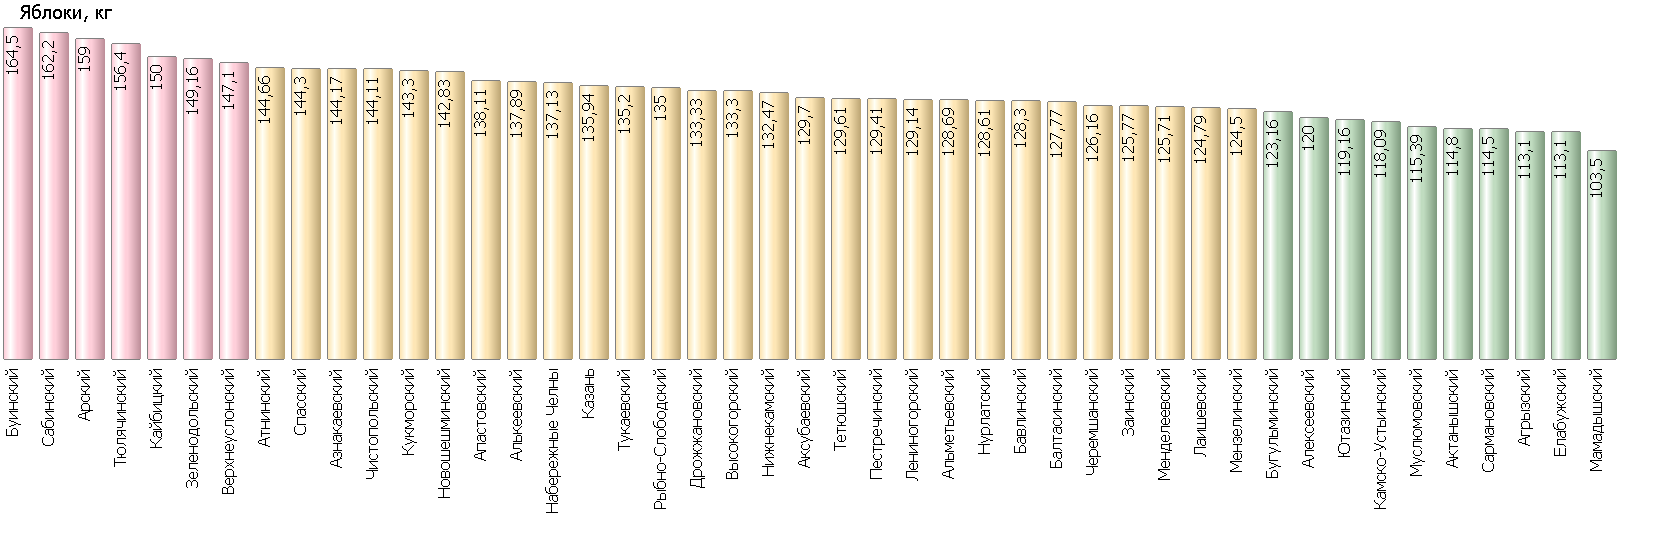 Яблоки, кг
164,5
162,2
159
156,4
150
149,16
147,1
144,66
144,3
144,17
144,11
143,3
142,83
138,11
137,89
137,13
135,94
135,2
135
133,33
133,3
132,47
129,7
129,61
129,41
129,14
128,69
128,61
128,3
127,77
126,16
125,77
125,71
124,79
124,5
123,16
120
119,16
118,09
115,39
114,8
114,5
113,1
113,1
103,5
Буинский
Сабинский
Арский
Тюлячинский
Кайбицкий
Зеленодольский
Верхнеуслонский
Атнинский
Спасский
Азнакаевский
Чистопольский
Кукморский
Новошешминский
Апастовский
Алькеевский
Набережные Челны
Казань
Тукаевский
Рыбно-Слободский
Дрожжановский
Высокогорский
Нижнекамский
Аксубаевский
Тетюшский
Пестречинский
Лениногорский
Альметьевский
Нурлатский
Бавлинский
Балтасинский
Черемшанский
Заинский
Менделеевский
Лаишевский
Мензелинский
Бугульминский
Алексеевский
Ютазинский
Камско-Устьинский
Муслюмовский
Актанышский
Сармановский
Агрызский
Елабужский
Мамадышский